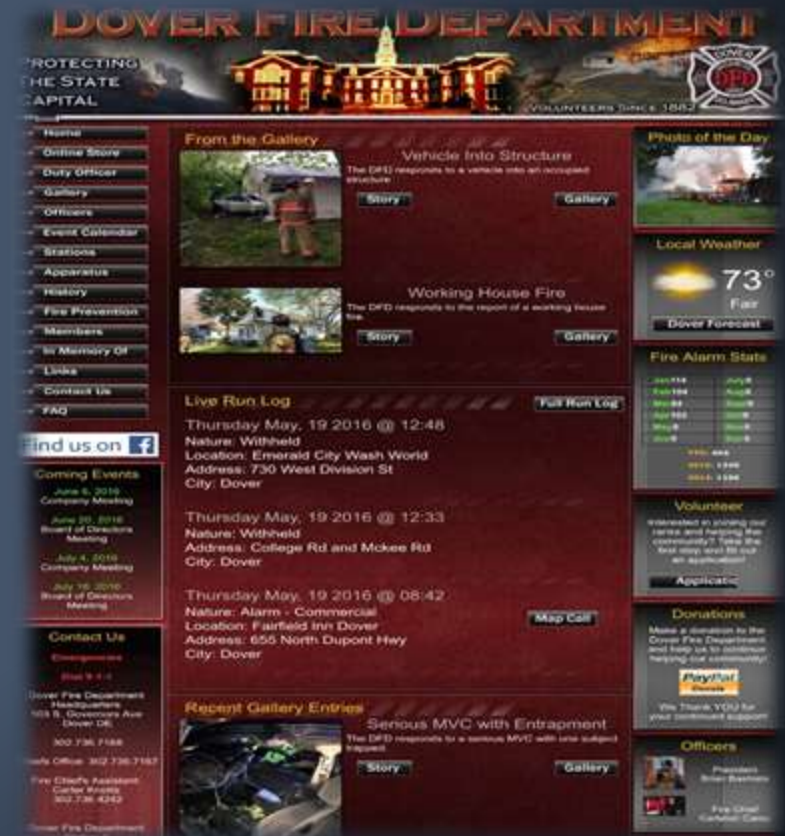 DOVER FIRE DEPARTMENT
PROTECTING
THE STATE
CAPITAL
VOLUNTEERS SINCE 1882
DOVER
DFD
Home
Online Store
Duty Officer
Gallery
Officers
Event Calendar
Stations
Apparatus
History
Fire Prevention
Members
In Memory Of
Links
Contact Us
FAQ
Find us on
Coming Events
June 6, 2016
Company Meeting
June 20, 2016
Board of Directors
Meeting
July 4, 2016
Company Meeting
July 18, 2016
Board of Directors
Meeting
Contact Us
Emergencies
Dial 9-1-1
Dover Fire Department
Headquarters
103 S. Governors Ave
Dover DE
302.736.7168
Office: 302.736.7167
Fire Chief's Assistant
Carter
302.736.4242
Dover Fire Department
From the Gallery
Vehicle Into Structure
The DFD responds to a vehicle into an occupied
structure
Story
Gallery
Working House Fire
The DFD responds to the report of a working house
fire.
Story
Gallery
Live Run Log
Full Run Log
Thursday May, 19 2016 @ 12:48
Nature: Withheld
Location: Emerald City Wash World
Address: 730 West Division St
City: Dover
Thursday May, 19 2016 @ 12:33
Nature: Withheld
Address: College Rd and Mckee Rd
City: Dover
Thursday May, 19 2016 @ 08:42
Nature: Alarm - Commercial
Location: Fairfield Inn Dover
Address: 655 North Dupont Hwy
City: Dover
Map Call
Recent Gallery Entries
Serious MVC with Entrapment
The DFD responds to a serious MVC with one subject
trapped
Story
Gallery
Photo of the Day
Local Weather
73°
Fair
Dover Forecast
Fire Alarm Stats
Volunteer
Interested in joining our
ranks and helping the
community? Take the
first step and fill out
an application!
Applicatic
Donations
Make a donation to the
Dover Fire Department
and help us to continue
helping our community!
PayPal
Donate
We Thank YOU for
your continuent support!
Officers
President
Brian
Fire Chief